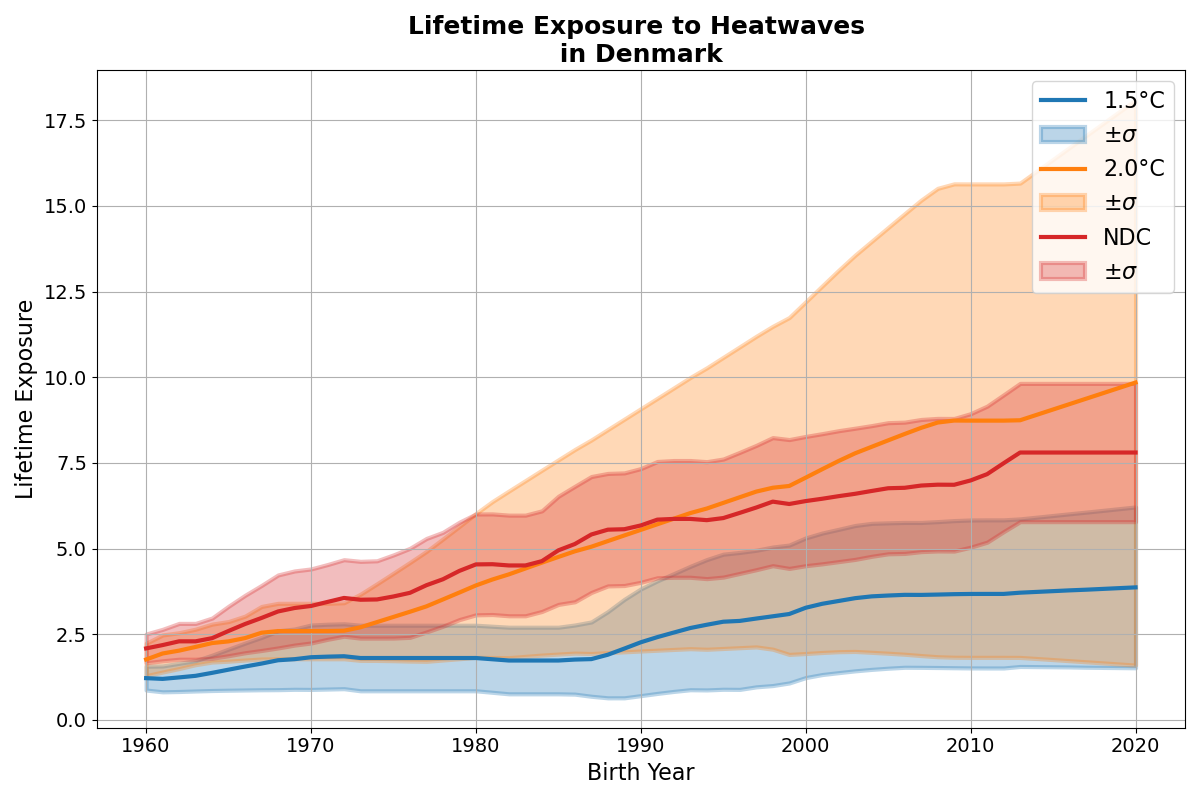 Lifetime Exposure to Heatwaves
in Denmark
1.5°C
±σ
2.0°C
±σ
NDC
±σ
Lifetime Exposure
17.5
15.0
12.5
10.0
7.5
5.0
2.5
0.0
1960
1970
1980
1990
2000
2010
2020
Birth Year